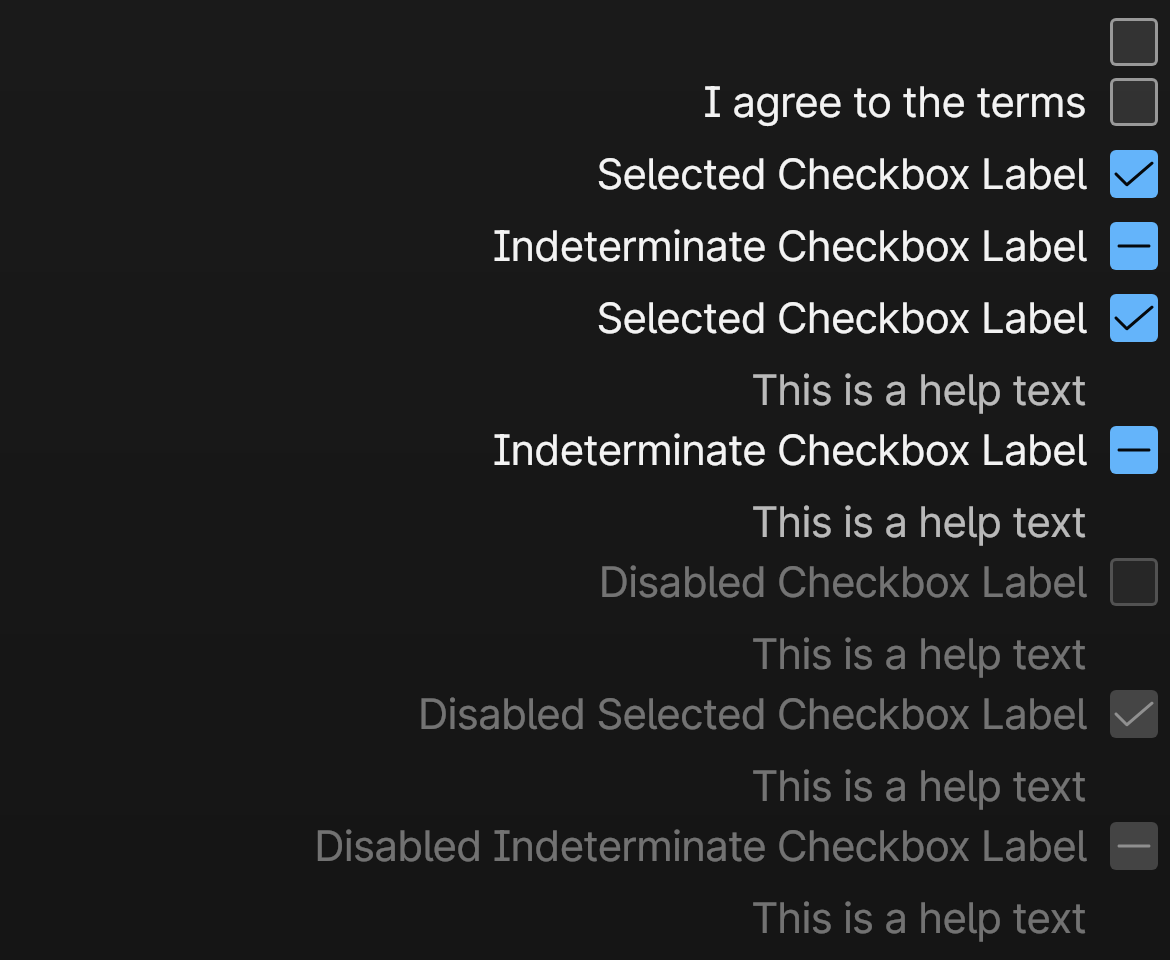 I agree to the terms
Selected Checkbox Label
Indeterminate Checkbox Label
Selected Checkbox Label
This is a help text
Indeterminate Checkbox Label
This is a help text
Disabled Checkbox Label
This is a help text
Disabled Selected Checkbox Label
This is a help text
Disabled Indeterminate Checkbox Label
This is a help text